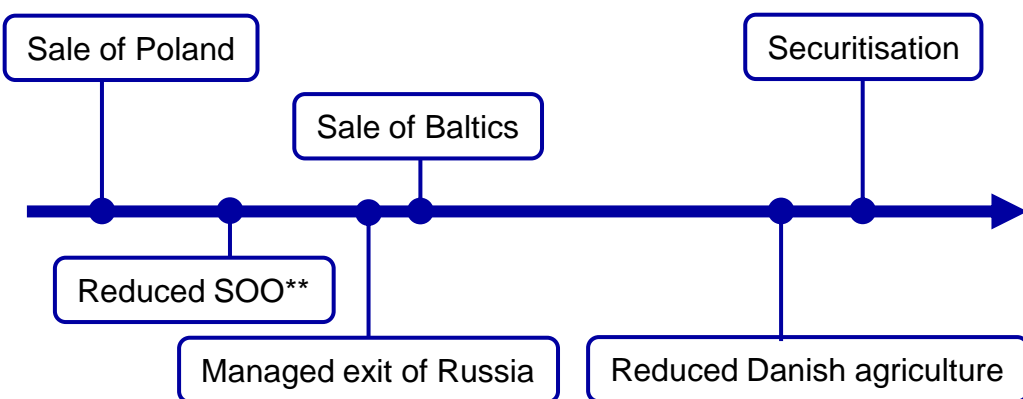 Sale of Poland
Securitisation
Sale of Baltics
Reduced SOO**
Managed exit of Russia
Reduced Danish agriculture